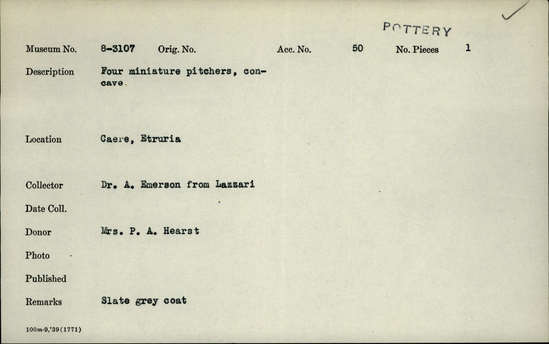 POTTERY
Museum No. 8-3107 Orig. No. Acc. No. 50 No. Pieces 1
Description Four miniature pitchers, con-
cave.
Location Caere, Etruria
Collector Dr. A. Emerson from Lazzari
Date Coll.
Donor Mrs. P. A. Hearst
Photo
Published
Remarks Slate grey coat
100m-9,'39(1771)